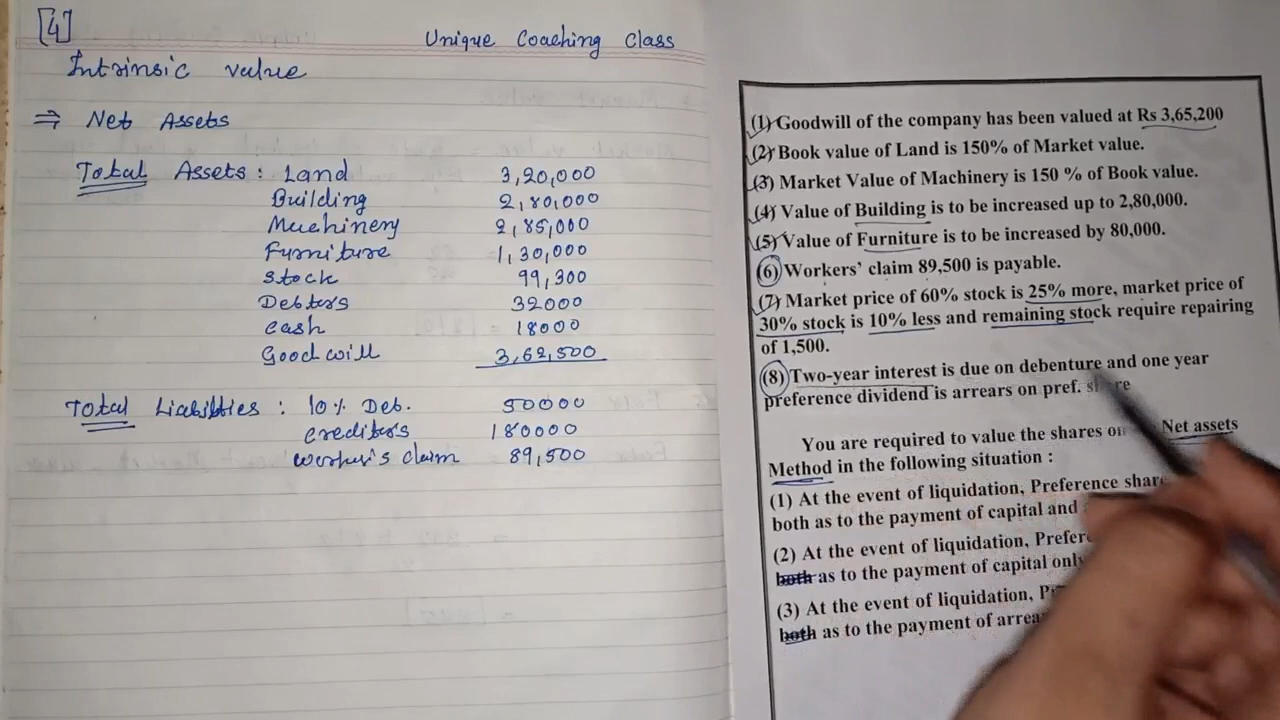 [4]
Unique Coaching Class
Intrinsic value
⇒ Net Assets
Total Assets : Land 3,20,000
Building 2,80,000
Machinery 2,85,000
Furniture 1,30,000
Stock 99,300
Debtors 32000
Cash 18000
Goodwill 3,62,500
Total Liabilties : 10% Deb. 50000
creditors 180000
Worker's claim 89,500
(1) Goodwill of the company has been valued at Rs 3,65,200
(2) Book value of Land is 150% of Market value.
(3) Market Value of Machinery is 150 % of Book value.
(4) Value of Building is to be increased up to 2,80,000.
(5) Value of Furniture is to be increased by 80,000.
(6) Workers' claim 89,500 is payable.
(7) Market price of 60% stock is 25% more, market price of
30% stock is 10% less and remaining stock require repairing
of 1,500.
(8) Two-year interest is due on debenture and one year
preference dividend is arrears on pref.
You are required to value the shares Net assets
Method in the following situation :
(1) At the event of liquidation, Preference
both as to the payment of capital and
(2) At the event of liquidation,
both as to the payment of capital
(3) At the event of liquidation,
both as to the payment of